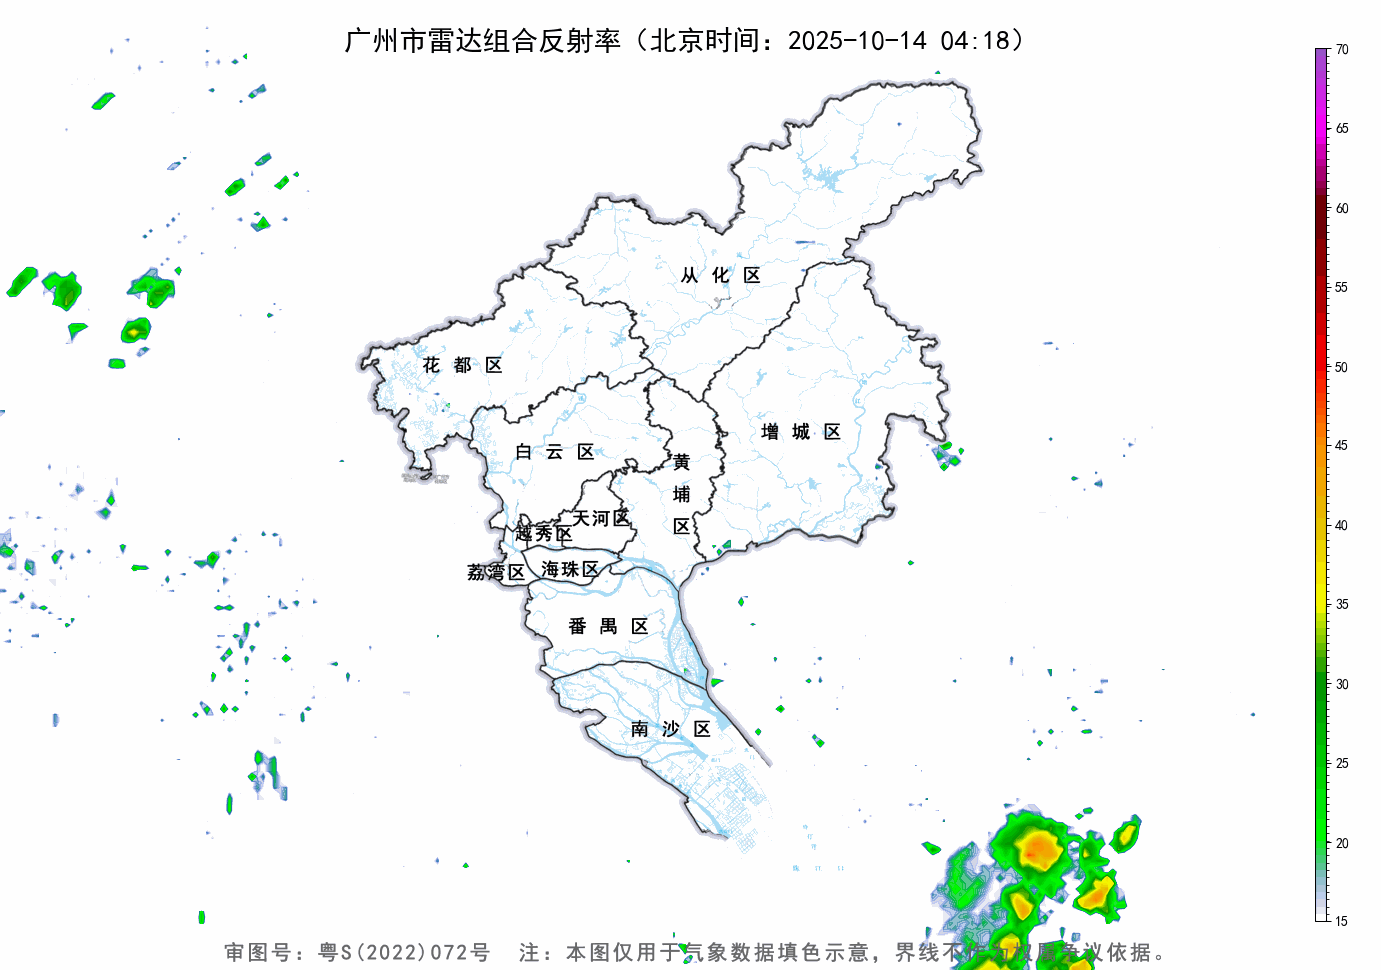 广州市雷达组合反射率（北京时间：2025-10-14 04:18）
70
65
60
55
50
45
40
35
30
25
20
15
从化区
花都区
增城区
白云区
黄埔区
天河区
越秀区
荔湾区
海珠区
番禺区
南沙区
审图号：粤S(2022)072号 注：本图仅用于气象数据填色示意，界线不作为权属争议依据。